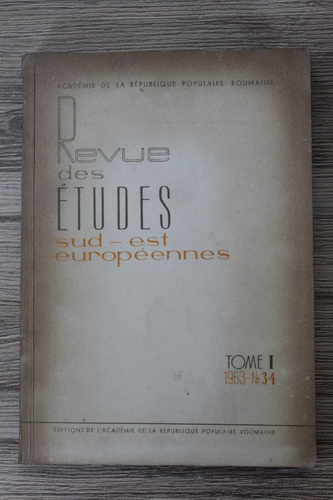 ACADÉMIE DE LA RÉPUBLIQUE POPULAIRE ROUMAINE
Revue
des
ÉTUDES
sud-est
européennes
TOME I
1963-№ 3-4
EDITIONS DE L'ACADÉMIE DE LA RÉPUBLIQUE POPULAIRE ROUMAINE